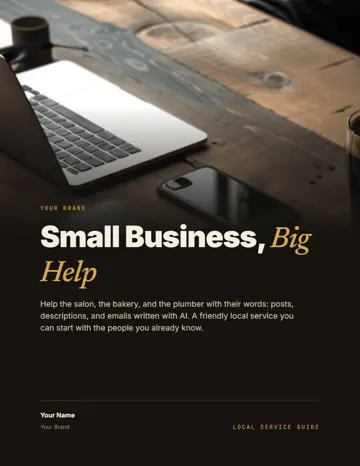 YOUR BRAND
Small Business, Big
Help
Help the salon, the bakery, and the plumber with their words: posts,
descriptions, and emails written with AI. A friendly local service you
can start with the people you already know.
Your Name
Your Brand
LOCAL SERVICE GUIDE